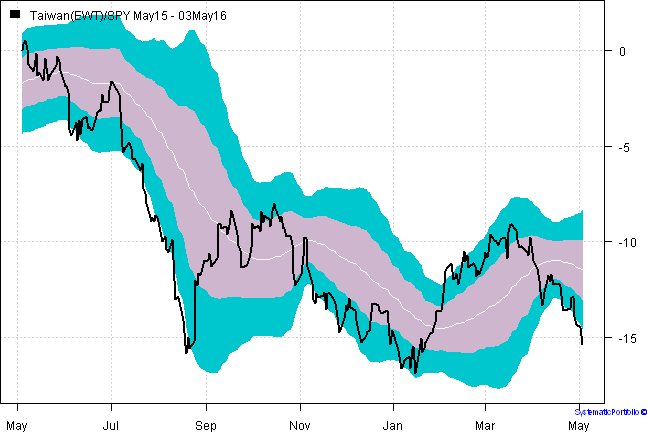 Taiwan(EWT)/SPY May15 - 03May16
0
-5
-10
-15
May Jul Sep Nov Jan Mar May
SystematicPortfolio ©